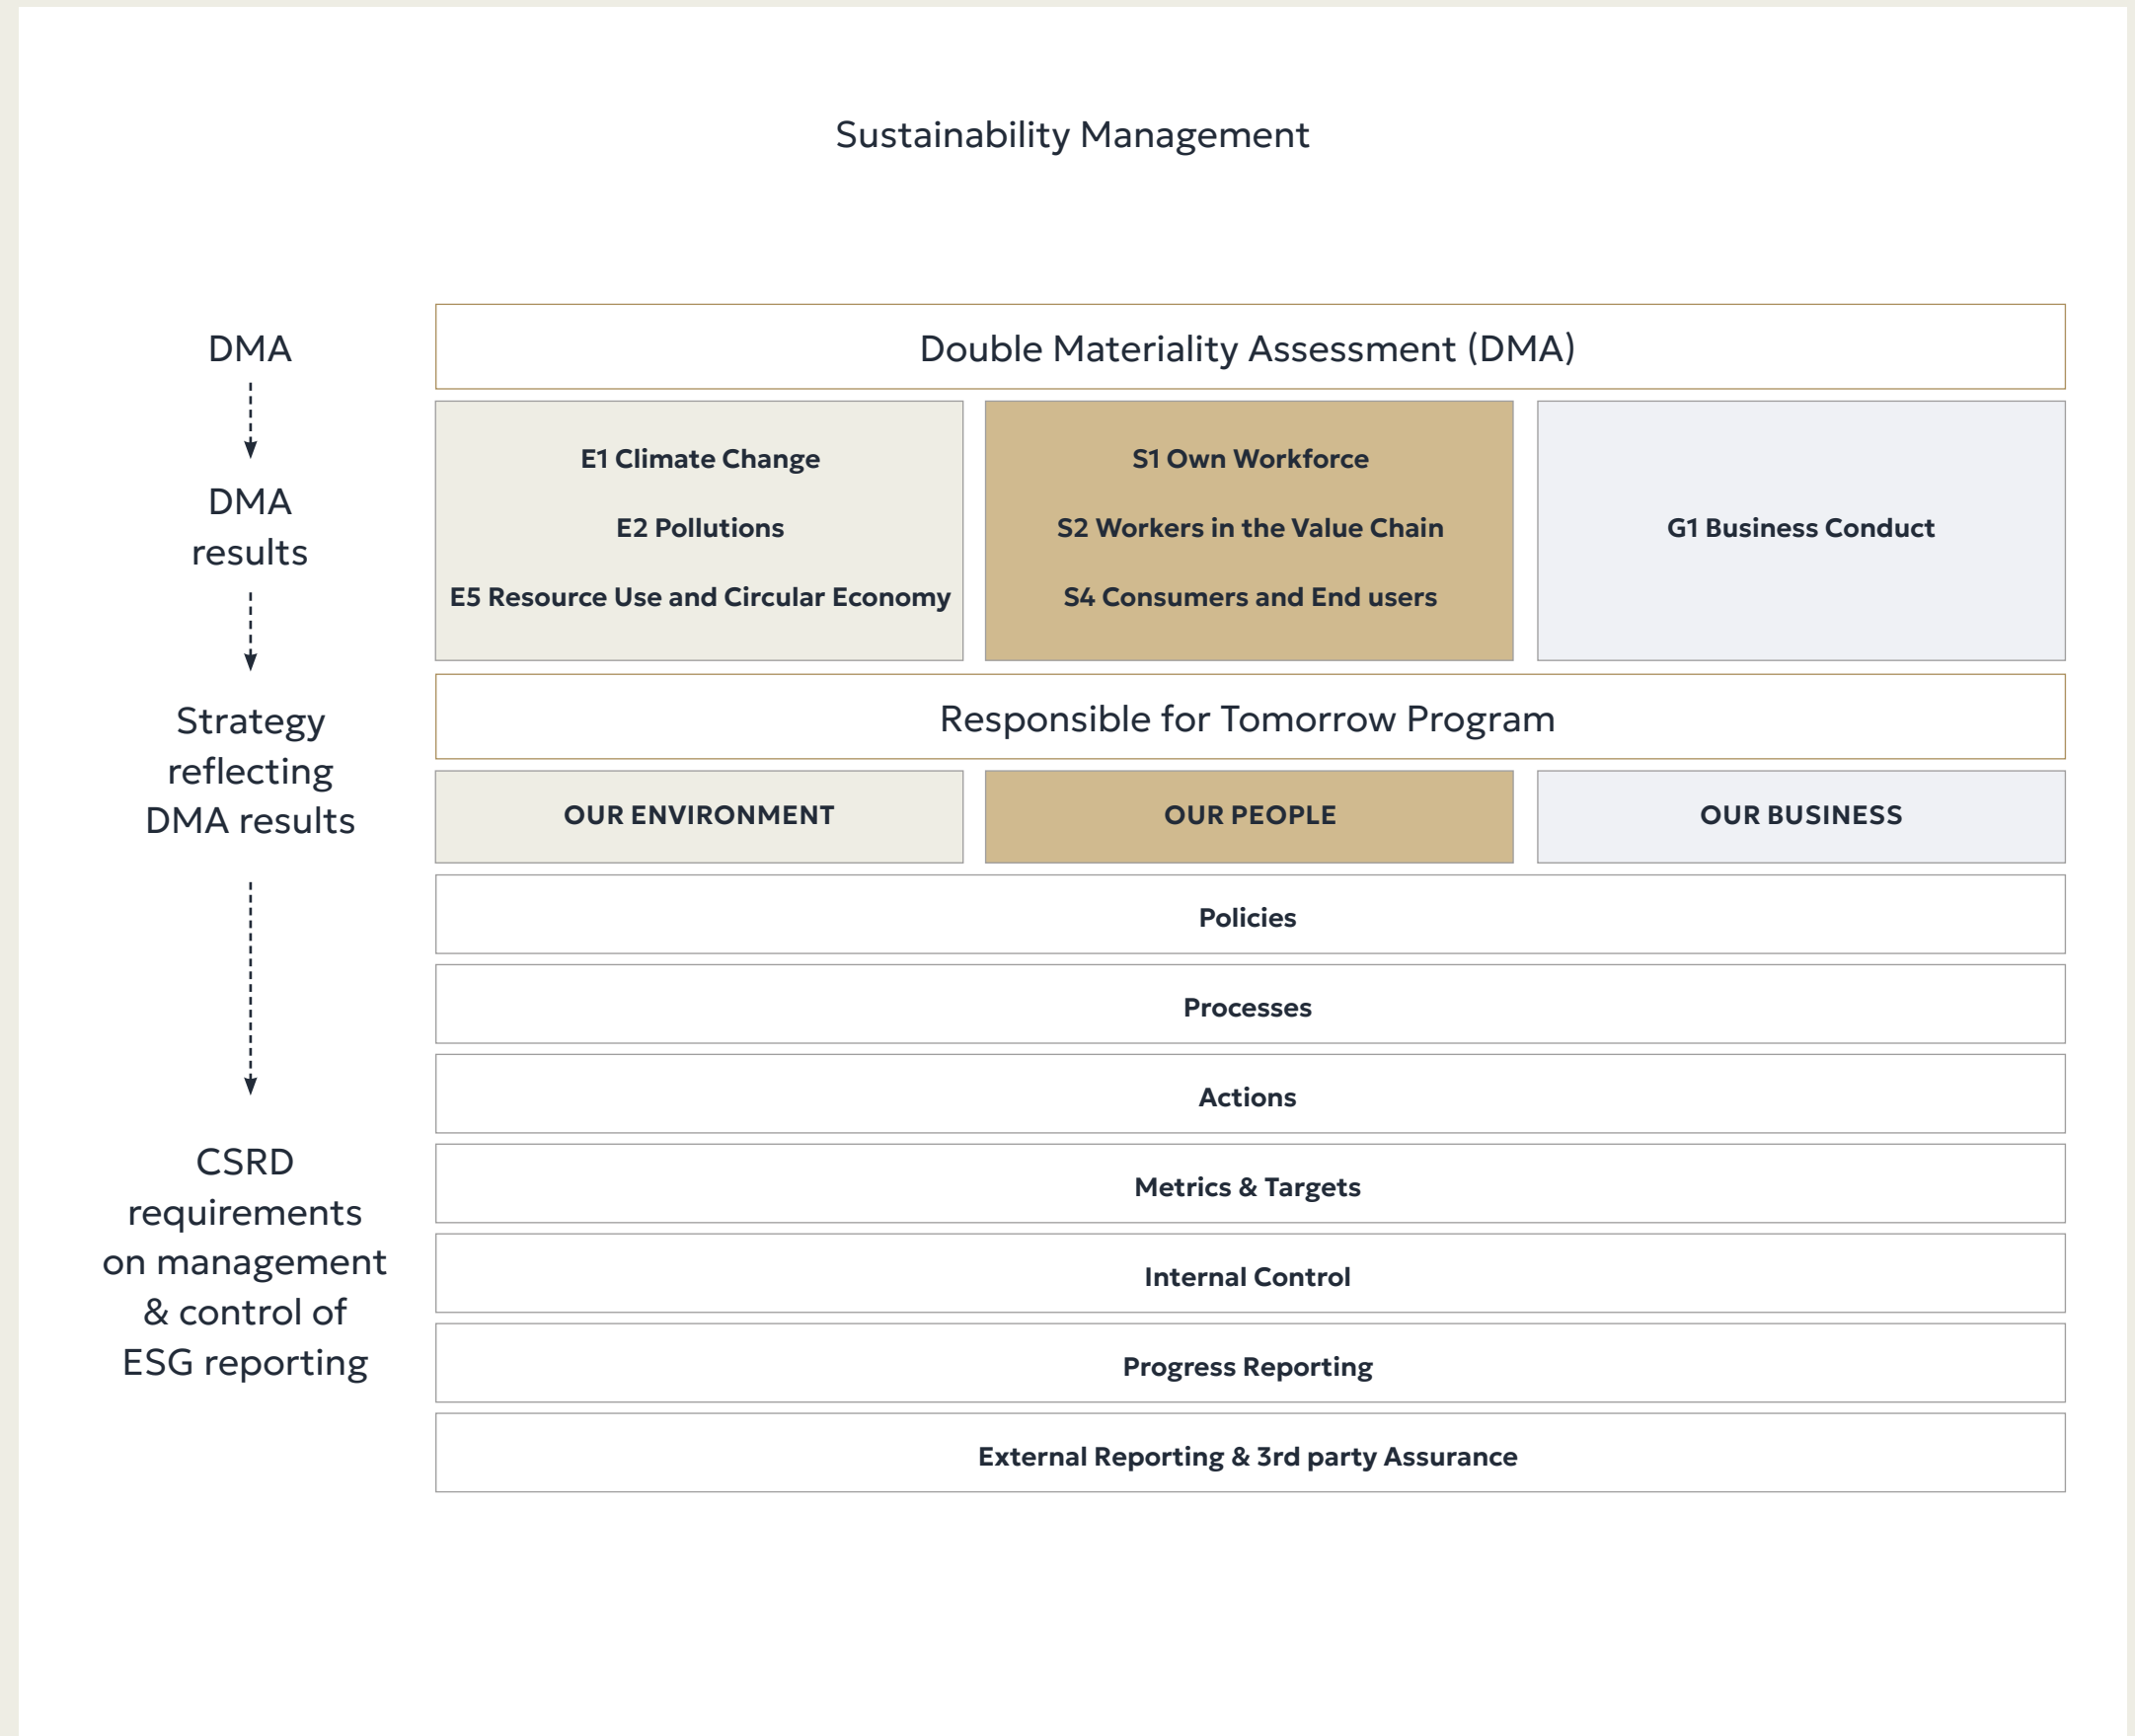 Sustainability Management
DMA
Double Materiality Assessment (DMA)
DMA
results
E1 Climate Change
E2 Pollutions
E5 Resource Use and Circular Economy
S1 Own Workforce
S2 Workers in the Value Chain
S4 Consumers and End users
G1 Business Conduct
Strategy
reflecting
DMA results
Responsible for Tomorrow Program
OUR ENVIRONMENT
OUR PEOPLE
OUR BUSINESS
CSRD
requirements
on management
& control of
ESG reporting
Policies
Processes
Actions
Metrics & Targets
Internal Control
Progress Reporting
External Reporting & 3rd party Assurance